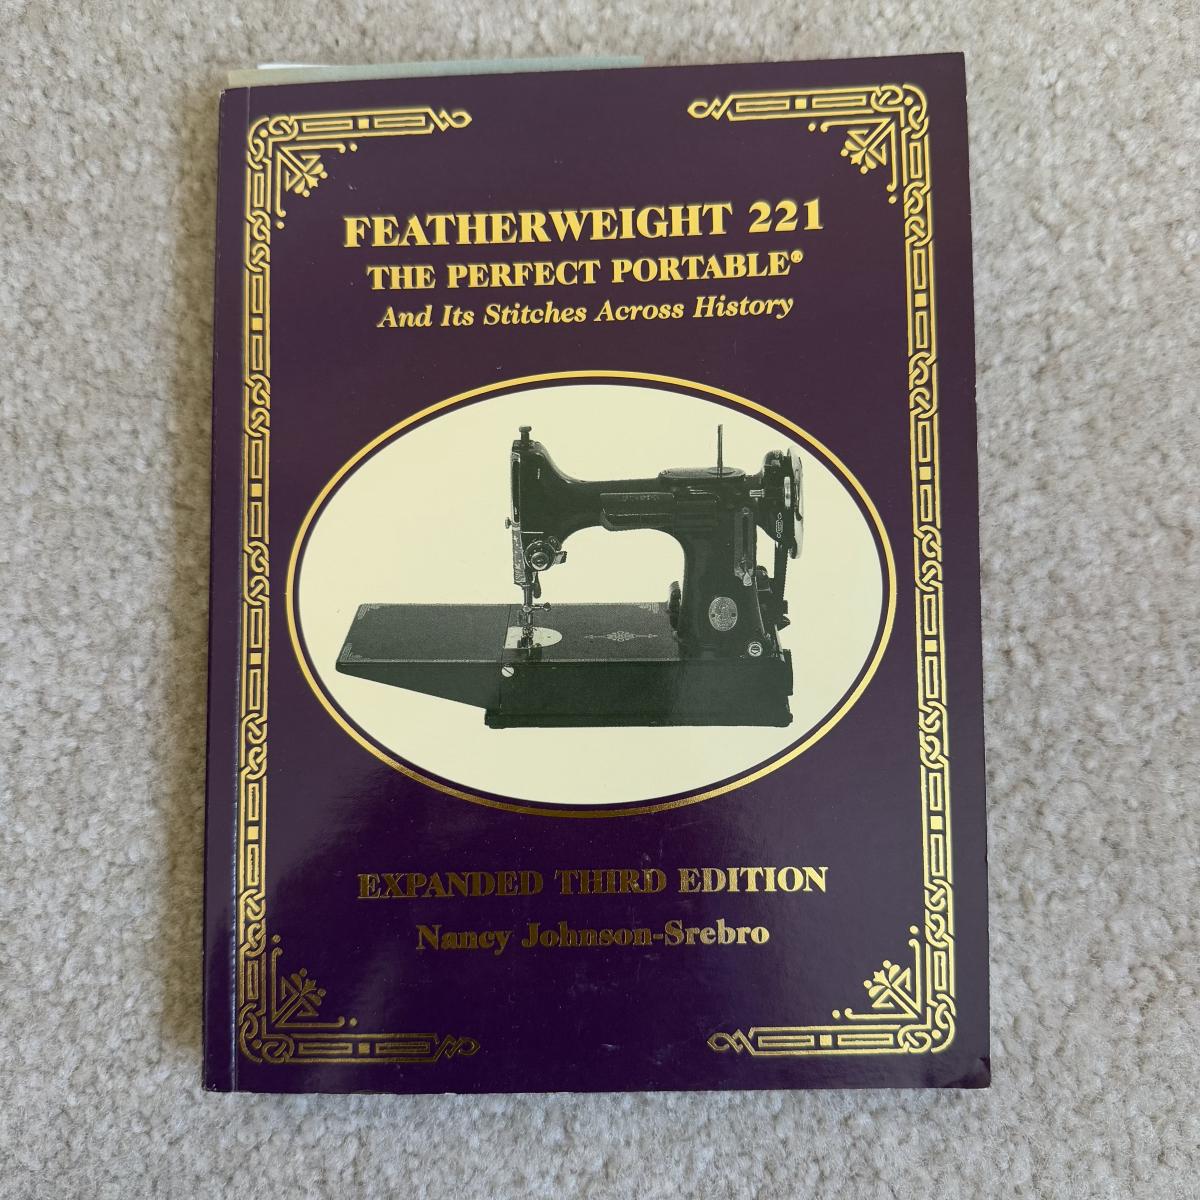 FEATHERWEIGHT 221
THE PERFECT PORTABLE®
And Its Stitches Across History
EXPANDED THIRD EDITION
Nancy Johnson-Srebro